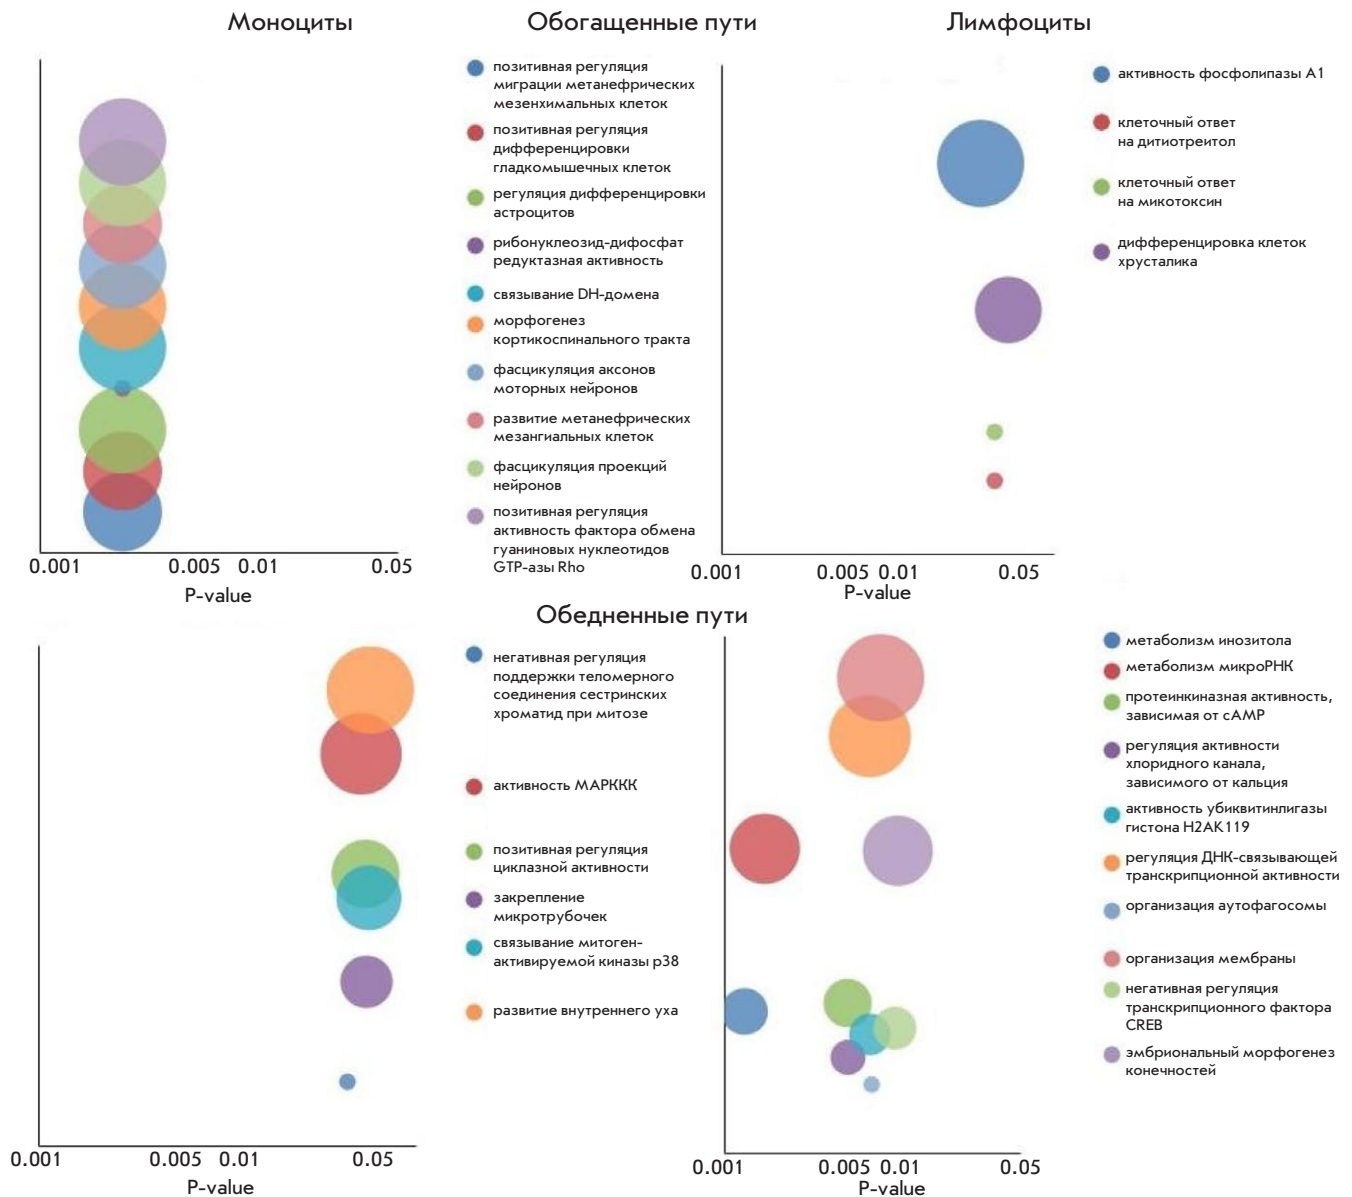 Моноциты
Обогащенные пути
Лимфоциты
позитивная регуляция
миграции метанефрических
мезенхимальных клеток
позитивная регуляция
дифференцировки
гладкомышечных клеток
регуляция дифференцировки
астроцитов
рибонуклеозид-дифосфат
редуктазная активность
связывание DH-домена
морфогенез
кортикоспинального тракта
фасцикуляция аксонов
моторных нейронов
развитие метанефрических
мезангиальных клеток
фасцикуляция проекций
нейронов
позитивная регуляция
активность фактора обмена
гуаниновых нуклеотидов
GTP-азы Rho
0.001 0.005 0.01 0.05
P-value
активность фосфолипазы А1
клеточный ответ
на дитиотреитол
клеточный ответ
на микотоксин
дифференцировка клеток
хрусталика
0.001 0.005 0.01 0.05
P-value
Обедненные пути
негативная регуляция
поддержки теломерного
соединения сестринских
хроматид при митозе
активность МАРККК
позитивная регуляция
циклазной активности
закрепление
микротрубочек
связывание митоген-
активируемой киназы p38
развитие внутреннего уха
0.001 0.005 0.01 0.05
P-value
метаболизм инозитола
метаболизм микроРНК
протеинкиназная активность,
зависимая от cAMP
регуляция активности
хлоридного канала,
зависимого от кальция
активность убиквитинлигазы
гистона H2AK119
регуляция ДНК-связывающей
транскрипционной активности
организация аутофагосомы
организация мембраны
негативная регуляция
транскрипционного фактора
CREB
эмбриональный морфогенез
конечностей
0.001 0.005 0.01 0.05
P-value